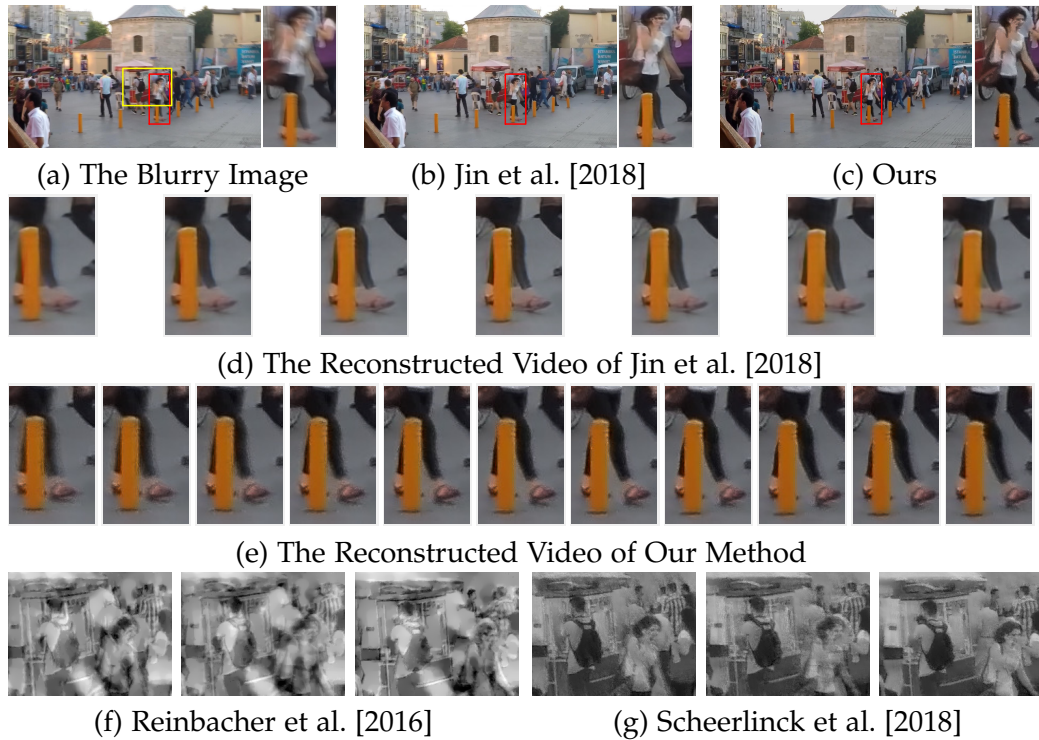 (a) The Blurry Image
(b) Jin et al. [2018]
(c) Ours
(d) The Reconstructed Video of Jin et al. [2018]
(e) The Reconstructed Video of Our Method
(f) Reinbacher et al. [2016]
(g) Scheerlinck et al. [2018]